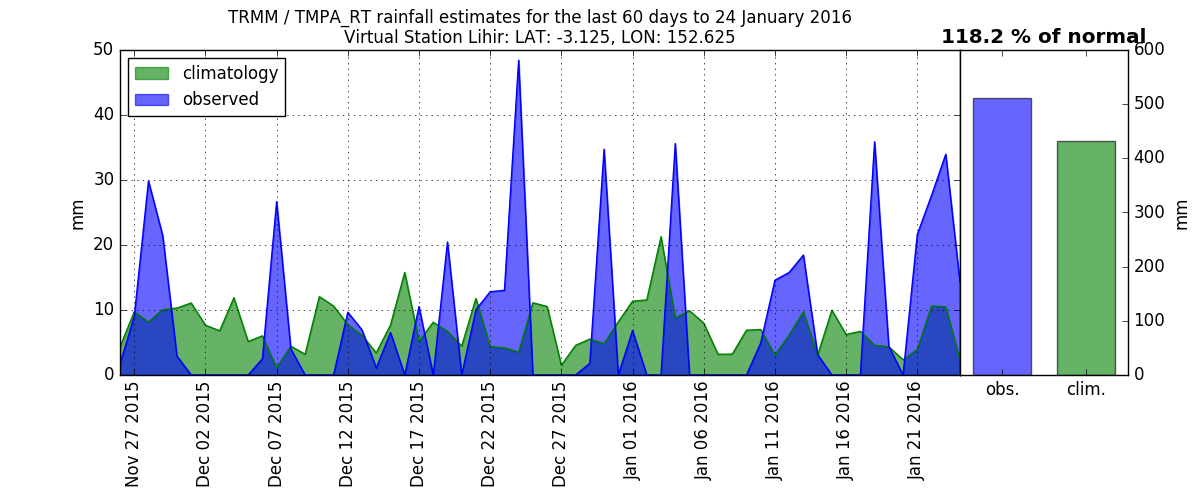 TRMM / TMPA_RT rainfall estimates for the last 60 days to 24 January 2016
Virtual Station Lihir: LAT: -3.125, LON: 152.625
118.2 % of normal
climatology
observed
50
40
30
20
10
0
mm
Nov 27 2015
Dec 02 2015
Dec 07 2015
Dec 12 2015
Dec 17 2015
Dec 22 2015
Dec 27 2015
Jan 01 2016
Jan 06 2016
Jan 11 2016
Jan 16 2016
Jan 21 2016
obs.
clim.
600
500
400
300
200
100
0
mm